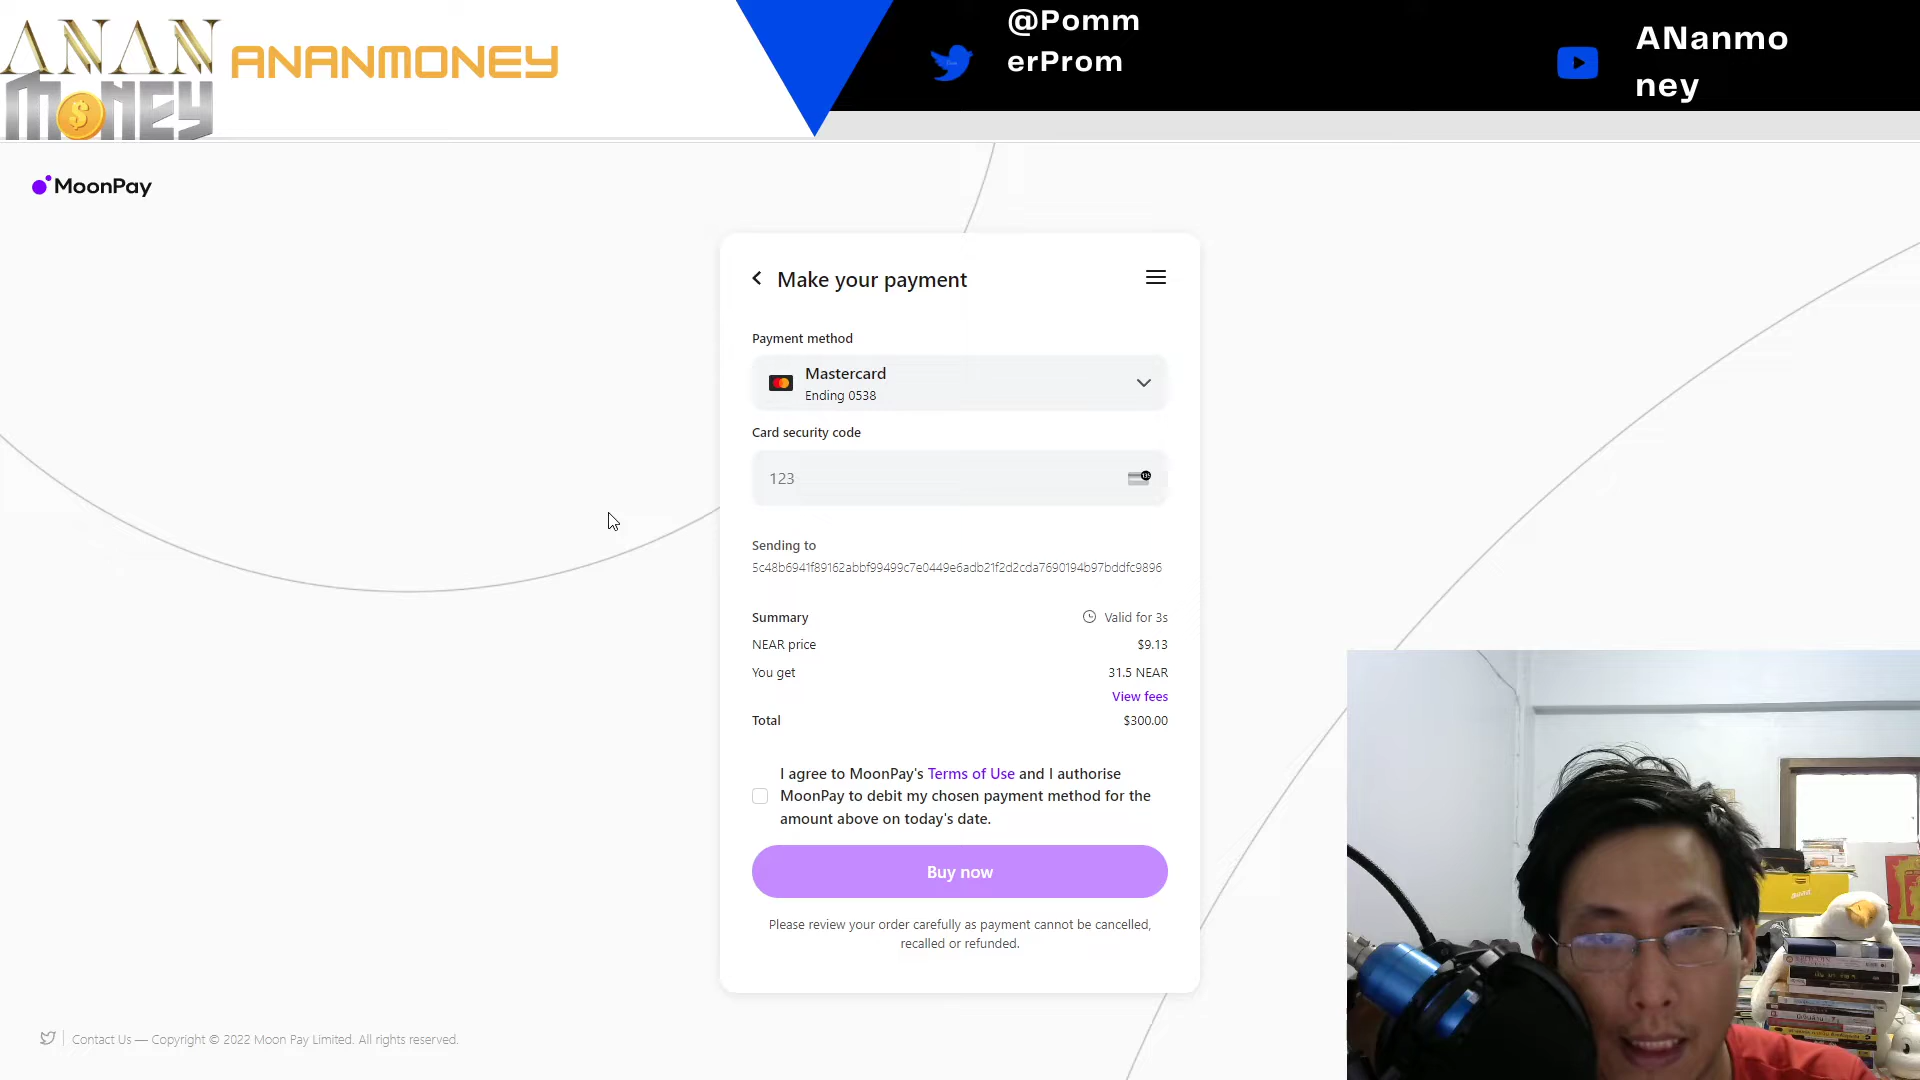 ANAN
MONEY
ANANMONEY
@Pomm
erProm
ANanmo
ney
MoonPay
Make your payment
Payment method
Mastercard
Ending 0538
Card security code
123
Sending to
5c48b6941f89162abbf99499c7e0449e6adb21f2d2cda7690194b97bddfc9896
Summary
Valid for 3s
NEAR price
$9.13
You get
31.5 NEAR
View fees
Total
$300.00
I agree to MoonPay's Terms of Use and I authorise
MoonPay to debit my chosen payment method for the
amount above on today's date.
Buy now
Please review your order carefully as payment cannot be cancelled,
recalled or refunded.
Contact Us — Copyright © 2022 Moon Pay Limited. All rights reserved.